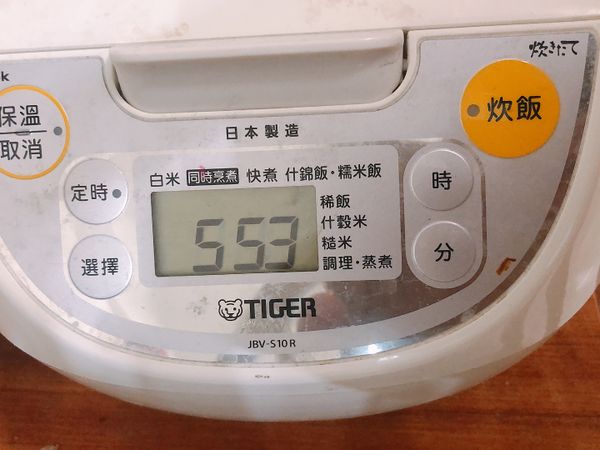 炊きたて
k
保溫
取消
日本製造
炊飯
白米 同時烹煮 快煮 什錦飯・糯米飯
稀飯
什穀米
糙米
調理・蒸煮
定時
選擇
553
時
分
TIGER
JBV-S10R